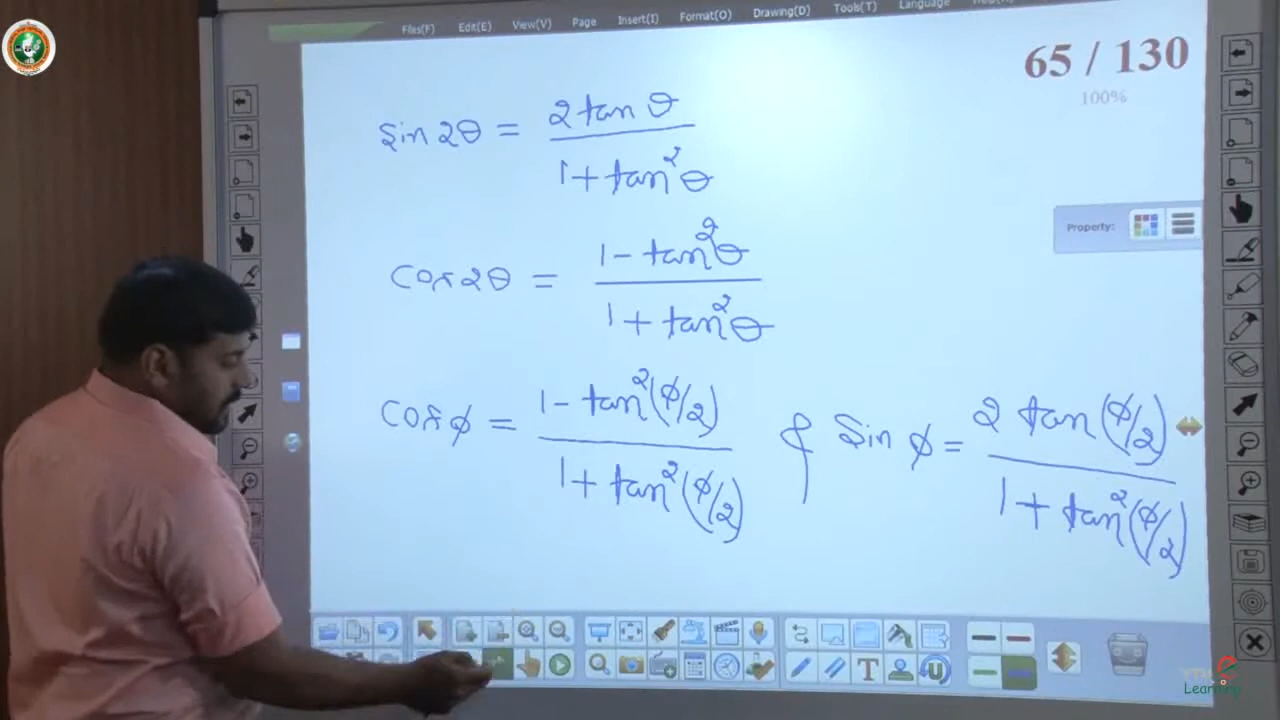 Files(F) Edit(E) View(V) Page Insert(I) Format(O) Drawing(D) Tools(T) Language
65 / 130
100%
sin 2θ = 2 tan θ / 1 + tan²θ
Property:
cos 2θ = 1 - tan²θ / 1 + tan²θ
cos φ = 1 - tan²(φ/2) / 1 + tan²(φ/2) & sin φ = 2 tan(φ/2) / 1 + tan²(φ/2)
Learning